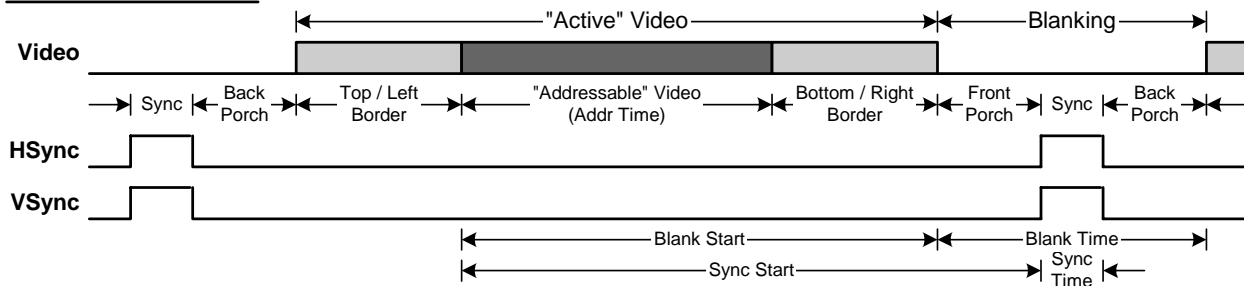 "Active" Video
Blanking
Video
Sync
Back
Porch
Top / Left
Border
"Addressable" Video
(Addr Time)
Bottom / Right
Border
Front
Porch
Sync
Back
Porch
HSync
VSync
Blank Start
Blank Time
Sync Start
Sync
Time